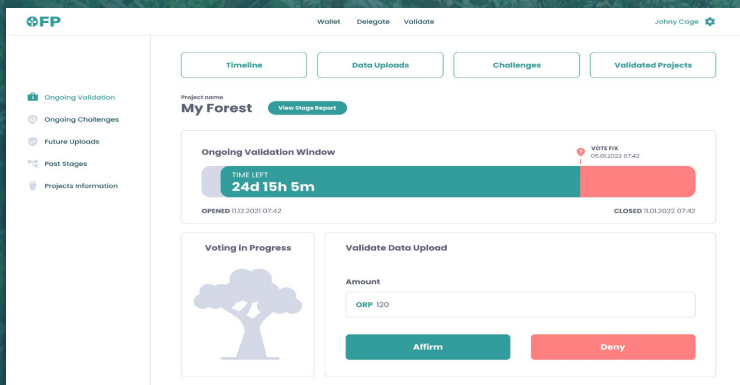 OFP
Wallet Delegate Validate
Johny Cage
Timeline
Data Uploads
Challenges
Validated Projects
Ongoing Validation
Ongoing Challenges
Future Uploads
Past Stages
Projects Information
Project name
My Forest
View Stage Report
Ongoing Validation Window
?
VOTE FIX
05.01.2022 07:42
TIME LEFT
24d 15h 5m
OPENED 11.12.2021 07:42
CLOSED 11.01.2022 07:42
Voting in Progress
Validate Data Upload
Amount
ORP 120
Affirm
Deny